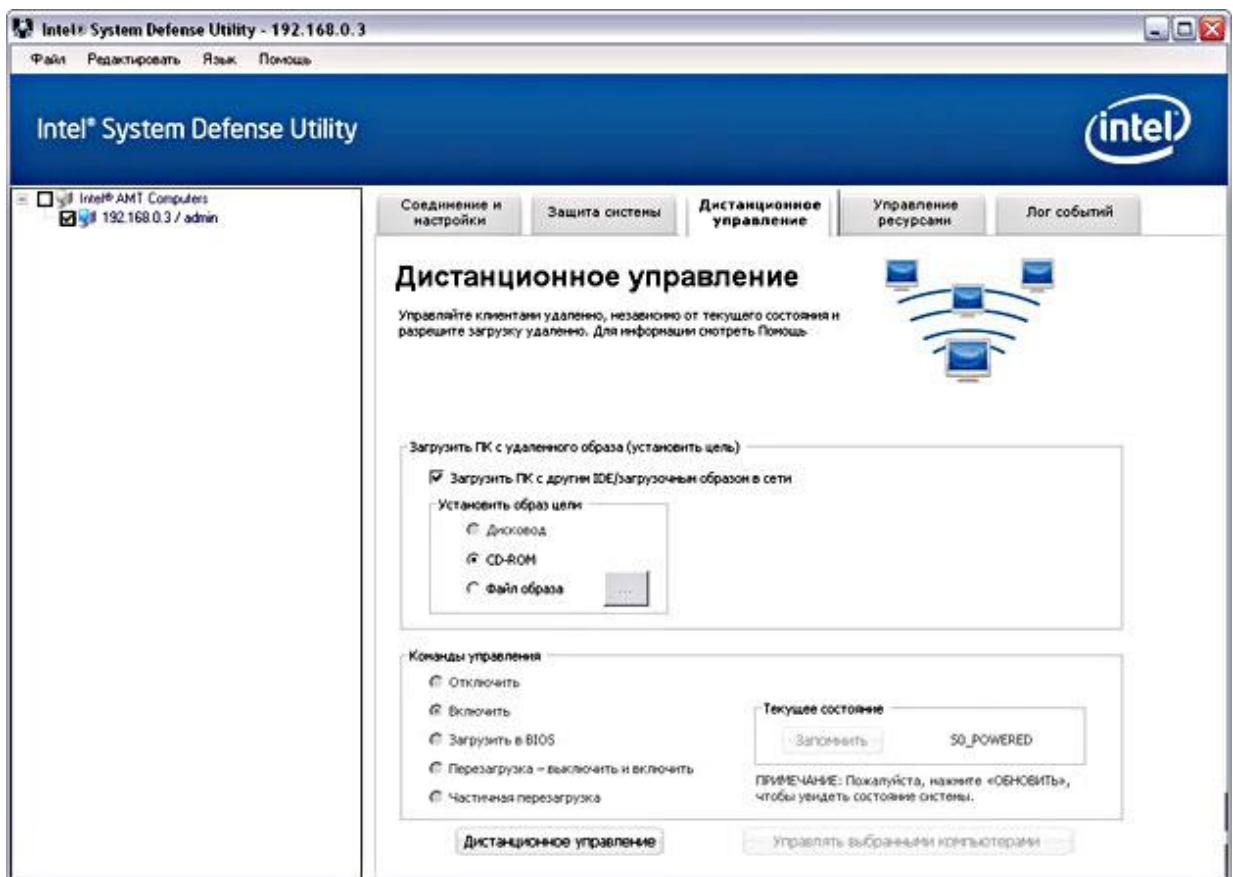 Intel® System Defense Utility - 192.168.0.3
Файл Редактировать Язык Помощь
Intel® System Defense Utility
intel
Intel® AMT Computers
192.168.0.3 / admin
Соединение и
настройки
Защита системы
Дистанционное
управление
Управление
ресурсами
Лог событий
Дистанционное управление
Управляйте клиентами удаленно, независимо от текущего состояния и
разрешите загрузку удаленно. Для информации смотреть Помощь
Загрузить ПК с удаленного образа (установить цель)
Загрузить ПК с другим IDE/загрузочным образом в сети
Установить образ цели
Дисковод
CD-ROM
Файл образа
...
Команды управления
Отключить
Включить
Загрузить в BIOS
Перезагрузка – выключить и включить
Частичная перезагрузка
Текущее состояние
Запомнить
S0_POWERED
ПРИМЕЧАНИЕ: Пожалуйста, нажмите «ОБНОВИТЬ»,
чтобы увидеть состояние системы.
Дистанционное управление
Управлять выбранными компьютерами